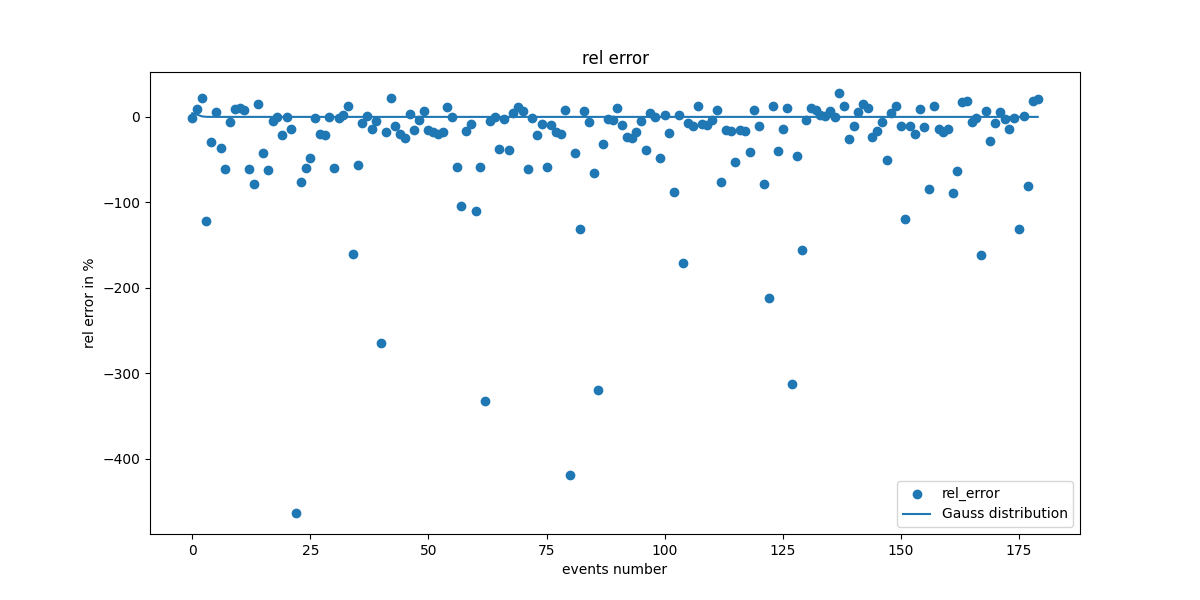 rel error
rel error in %
0
−100
−200
−300
−400
0
25
50
75
100
125
150
175
events number
rel_error
Gauss distribution